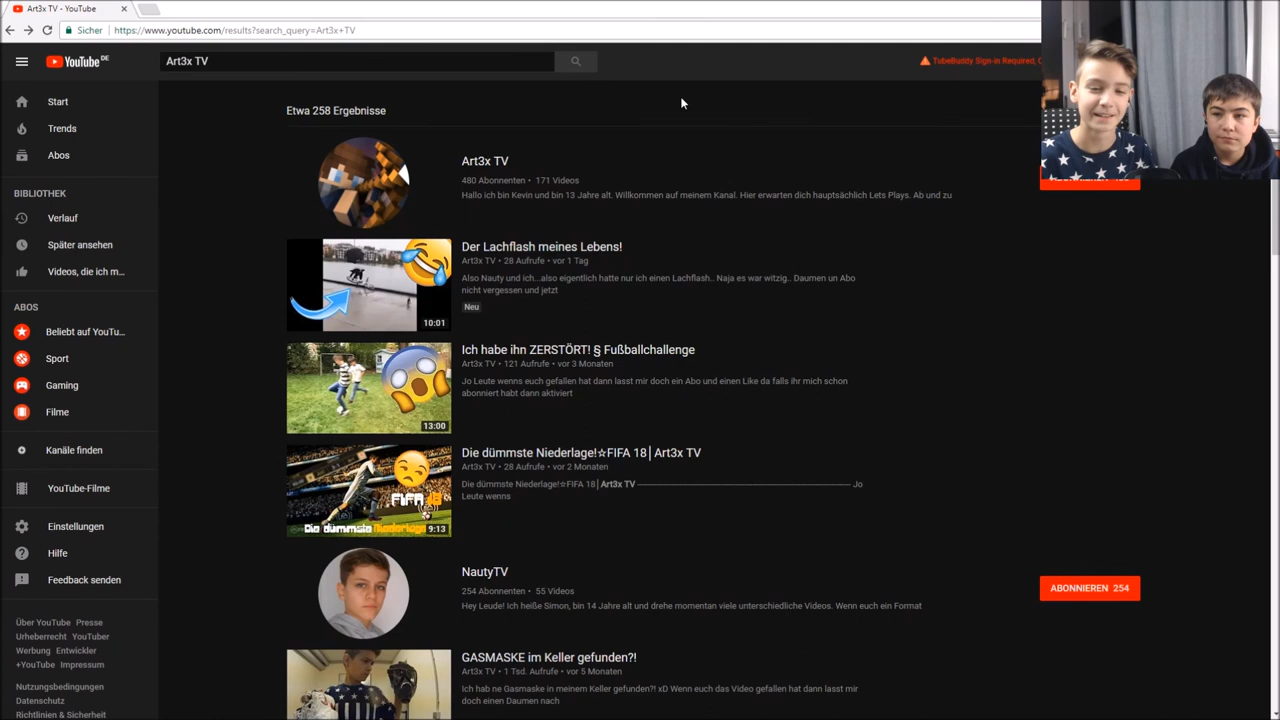 Art3x TV - YouTube
Sicher https://www.youtube.com/results?search_query=Art3x+TV
YouTube DE
Art3x TV
TubeBuddy Sign-in Required,
Start
Trends
Abos
BIBLIOTHEK
Verlauf
Später ansehen
Videos, die ich m...
ABOS
Beliebt auf YouTu...
Sport
Gaming
Filme
Kanäle finden
YouTube-Filme
Einstellungen
Hilfe
Feedback senden
Über YouTube Presse
Urheberrecht YouTuber
Werbung Entwickler
+YouTube Impressum
Nutzungsbedingungen
Datenschutz
Richtlinien & Sicherheit
Etwa 258 Ergebnisse
Art3x TV
480 Abonnenten • 171 Videos
Hallo ich bin Kevin und bin 13 Jahre alt. Willkommen auf meinem Kanal. Hier erwarten dich hauptsächlich Lets Plays. Ab und zu
Der Lachflash meines Lebens!
Art3x TV • 28 Aufrufe • vor 1 Tag
Also Nauty und ich...also eigentlich hatte nur ich einen Lachflash.. Naja es war witzig.. Daumen un Abo
nicht vergessen und jetzt
Neu
10:01
Ich habe ihn ZERSTÖRT! § Fußballchallenge
Art3x TV • 121 Aufrufe • vor 3 Monaten
Jo Leute wenns euch gefallen hat dann lasst mir doch ein Abo und einen Like da falls ihr mich schon
abonniert habt dann aktiviert
13:00
Die dümmste Niederlage!☆FIFA 18│Art3x TV
Art3x TV • 28 Aufrufe • vor 2 Monaten
Die dümmste Niederlage!☆FIFA 18│Art3x TV ------------------------------------------------------------ Jo
Leute wenns
FIFA 18
Die dümmste Niederlage
9:13
NautyTV
254 Abonnenten • 55 Videos
Hey Leude! Ich heiße Simon, bin 14 Jahre alt und drehe momentan viele unterschiedliche Videos. Wenn euch ein Format
ABONNIEREN 254
GASMASKE im Keller gefunden?!
Art3x TV • 1 Tsd. Aufrufe • vor 5 Monaten
Ich hab ne Gasmaske in meinem Keller gefunden?! xD Wenn euch das Video gefallen hat dann lasst mir
doch einen Daumen nach